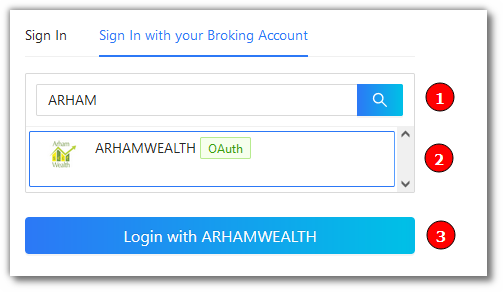 Sign In Sign In with your Broking Account
ARHAM
1
Arham
Wealth
ARHAMWEALTH OAuth
2
Login with ARHAMWEALTH
3